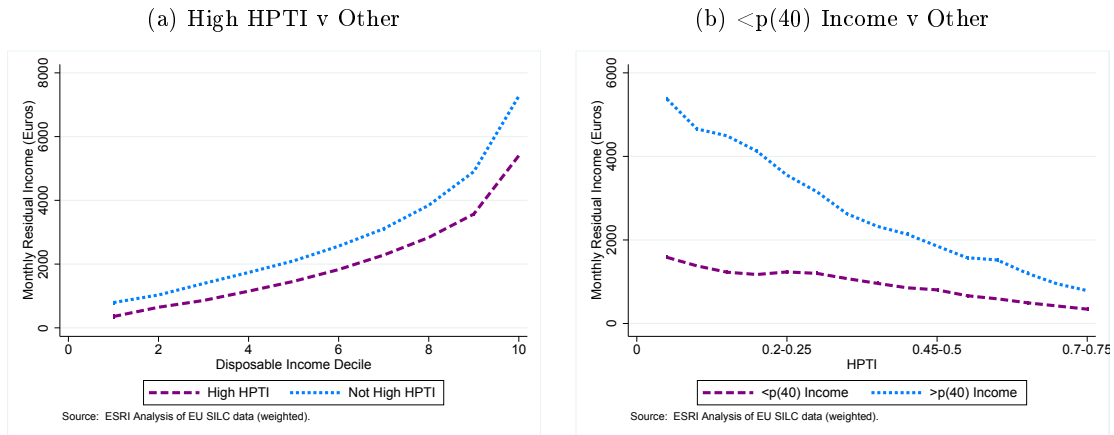 (a) High HPTI v Other
Monthly Residual Income (Euros)
8000
6000
4000
2000
0
0 2 4 6 8 10
Disposable Income Decile
High HPTI Not High HPTI
Source: ESRI Analysis of EU SILC data (weighted).
(b) <p(40) Income v Other
Monthly Residual Income (Euros)
6000
4000
2000
0
0 0.2-0.25 0.45-0.5 0.7-0.75
HPTI
<p(40) Income >p(40) Income
Source: ESRI Analysis of EU SILC data (weighted).